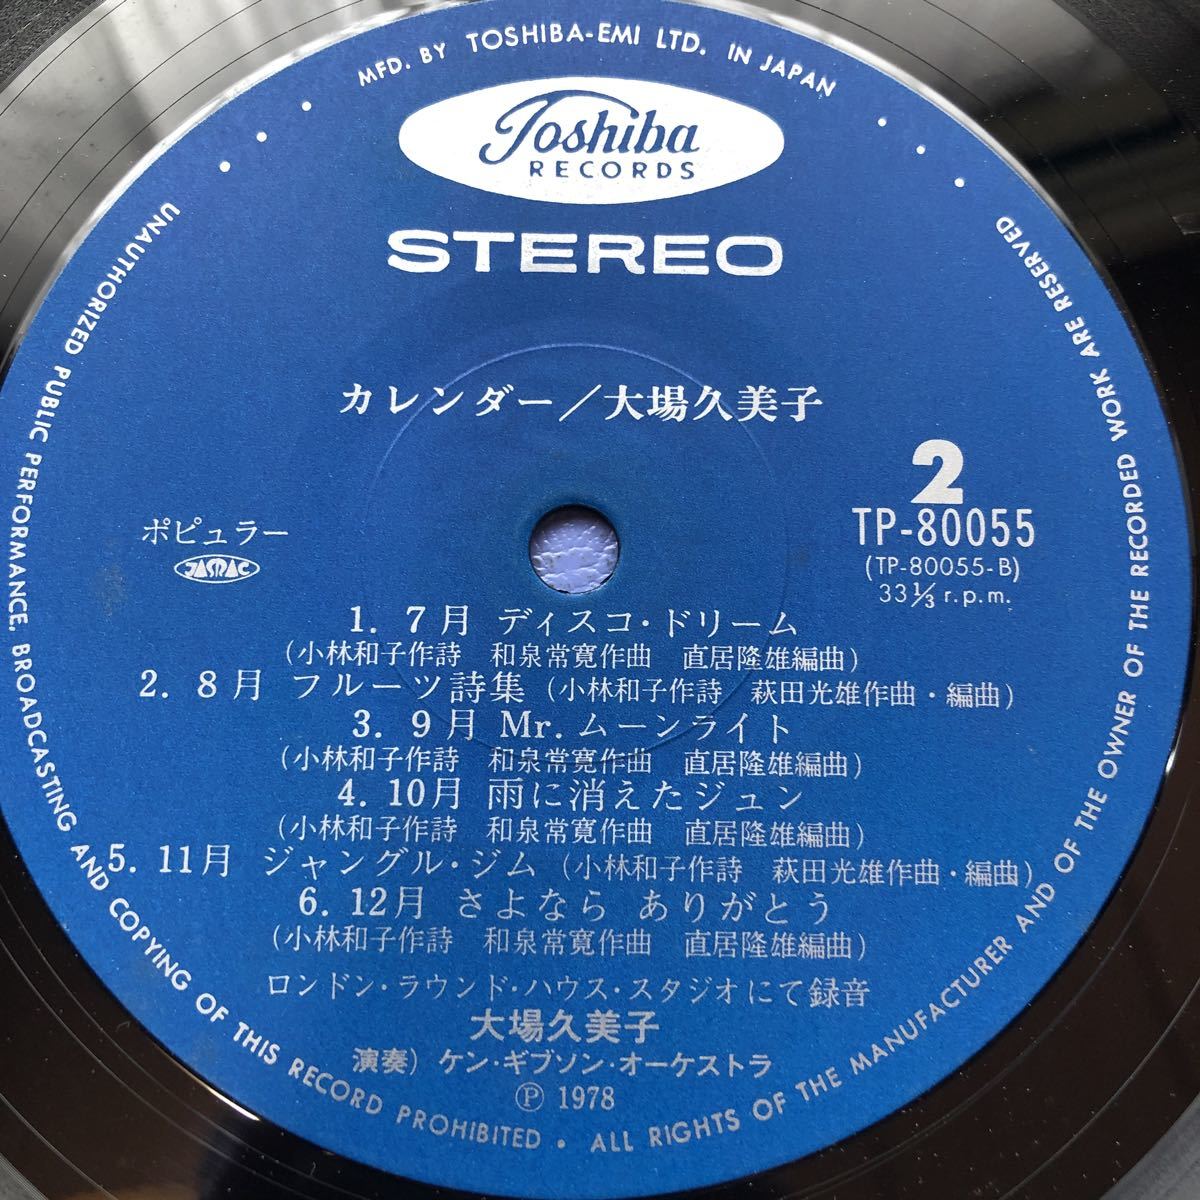 MFD. BY TOSHIBA-EMI LTD. IN JAPAN
Toshiba
RECORDS
STEREO
カレンダー／大場久美子
2
TP-80055
(TP-80055-B)
33 1/3 r.p.m.
ポピュラー
JASRAC
1. 7月 ディスコ・ドリーム
(小林和子作詩 和泉常寛作曲 直居隆雄編曲)
2. 8月 フルーツ詩集 (小林和子作詩 萩田光雄作曲・編曲)
3. 9月 Mr.ムーンライト
(小林和子作詩 和泉常寛作曲 直居隆雄編曲)
4. 10月 雨に消えたジュン
(小林和子作詩 和泉常寛作曲 直居隆雄編曲)
5. 11月 ジャングル・ジム (小林和子作詩 萩田光雄作曲・編曲)
6. 12月 さよなら ありがとう
(小林和子作詩 和泉常寛作曲 直居隆雄編曲)
ロンドン・ラウンド・ハウス・スタジオにて録音
大場久美子
演奏) ケン・ギブソン・オーケストラ
Ⓟ 1978
UNAUTHORIZED PUBLIC PERFORMANCE, BROADCASTING AND COPYING OF THIS RECORD PROHIBITED • ALL RIGHTS OF THE MANUFACTURER AND OF THE OWNER OF THE RECORDED WORK ARE RESERVED